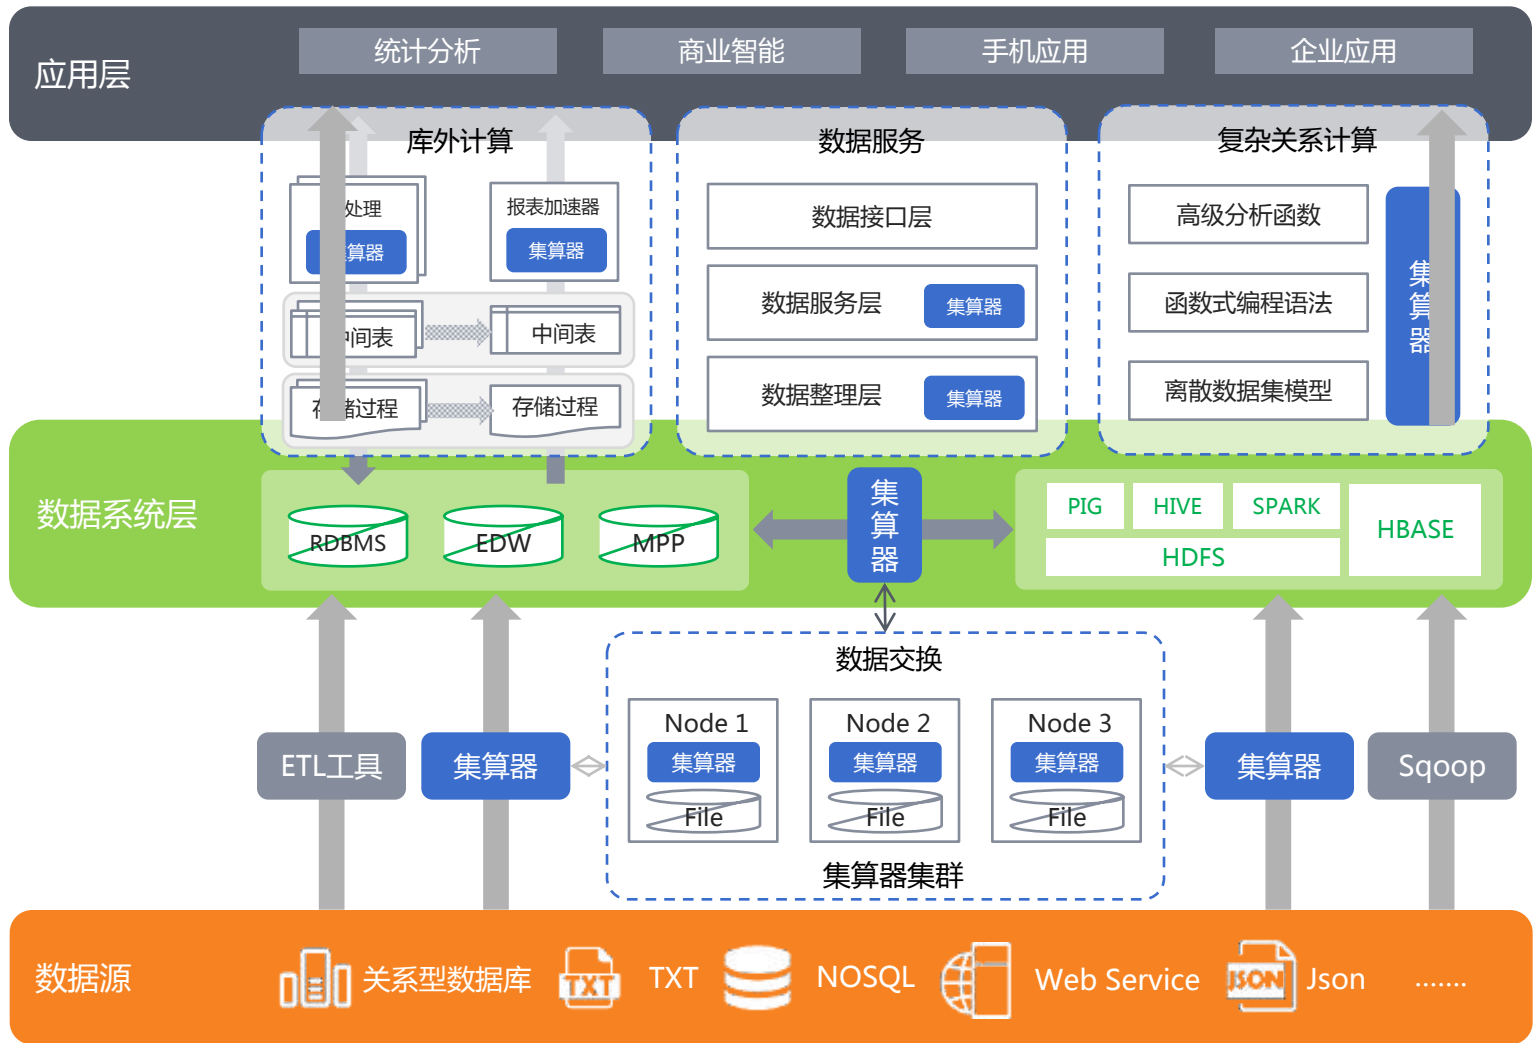 应用层
统计分析
商业智能
手机应用
企业应用
库外计算
处理
集算器
报表加速器
集算器
中间表
中间表
存储过程
存储过程
数据服务
数据接口层
数据服务层
集算器
数据整理层
集算器
复杂关系计算
高级分析函数
函数式编程语法
离散数据集模型
集算器
数据系统层
RDBMS
EDW
MPP
集算器
PIG
HIVE
SPARK
HDFS
HBASE
数据交换
Node 1
集算器
File
Node 2
集算器
File
Node 3
集算器
File
集算器集群
ETL工具
集算器
集算器
Sqoop
数据源
关系型数据库
TXT
TXT
NOSQL
Web Service
JSON
Json
.......